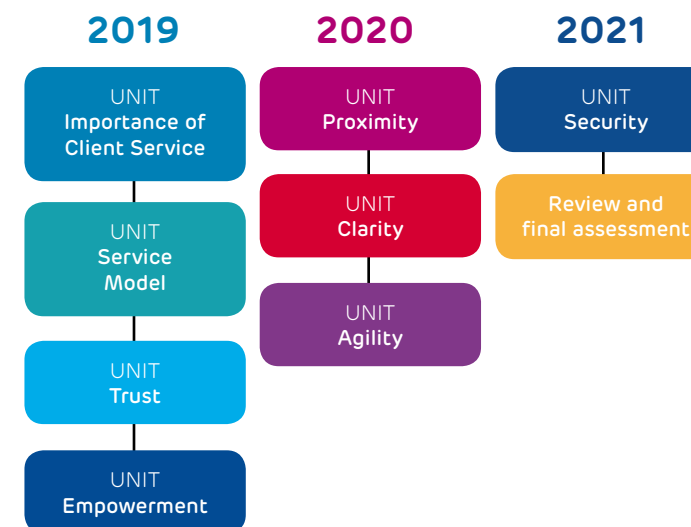 2019
UNIT
Importance of
Client Service
UNIT
Service
Model
UNIT
Trust
UNIT
Empowerment
2020
UNIT
Proximity
UNIT
Clarity
UNIT
Agility
2021
UNIT
Security
Review and
final assessment